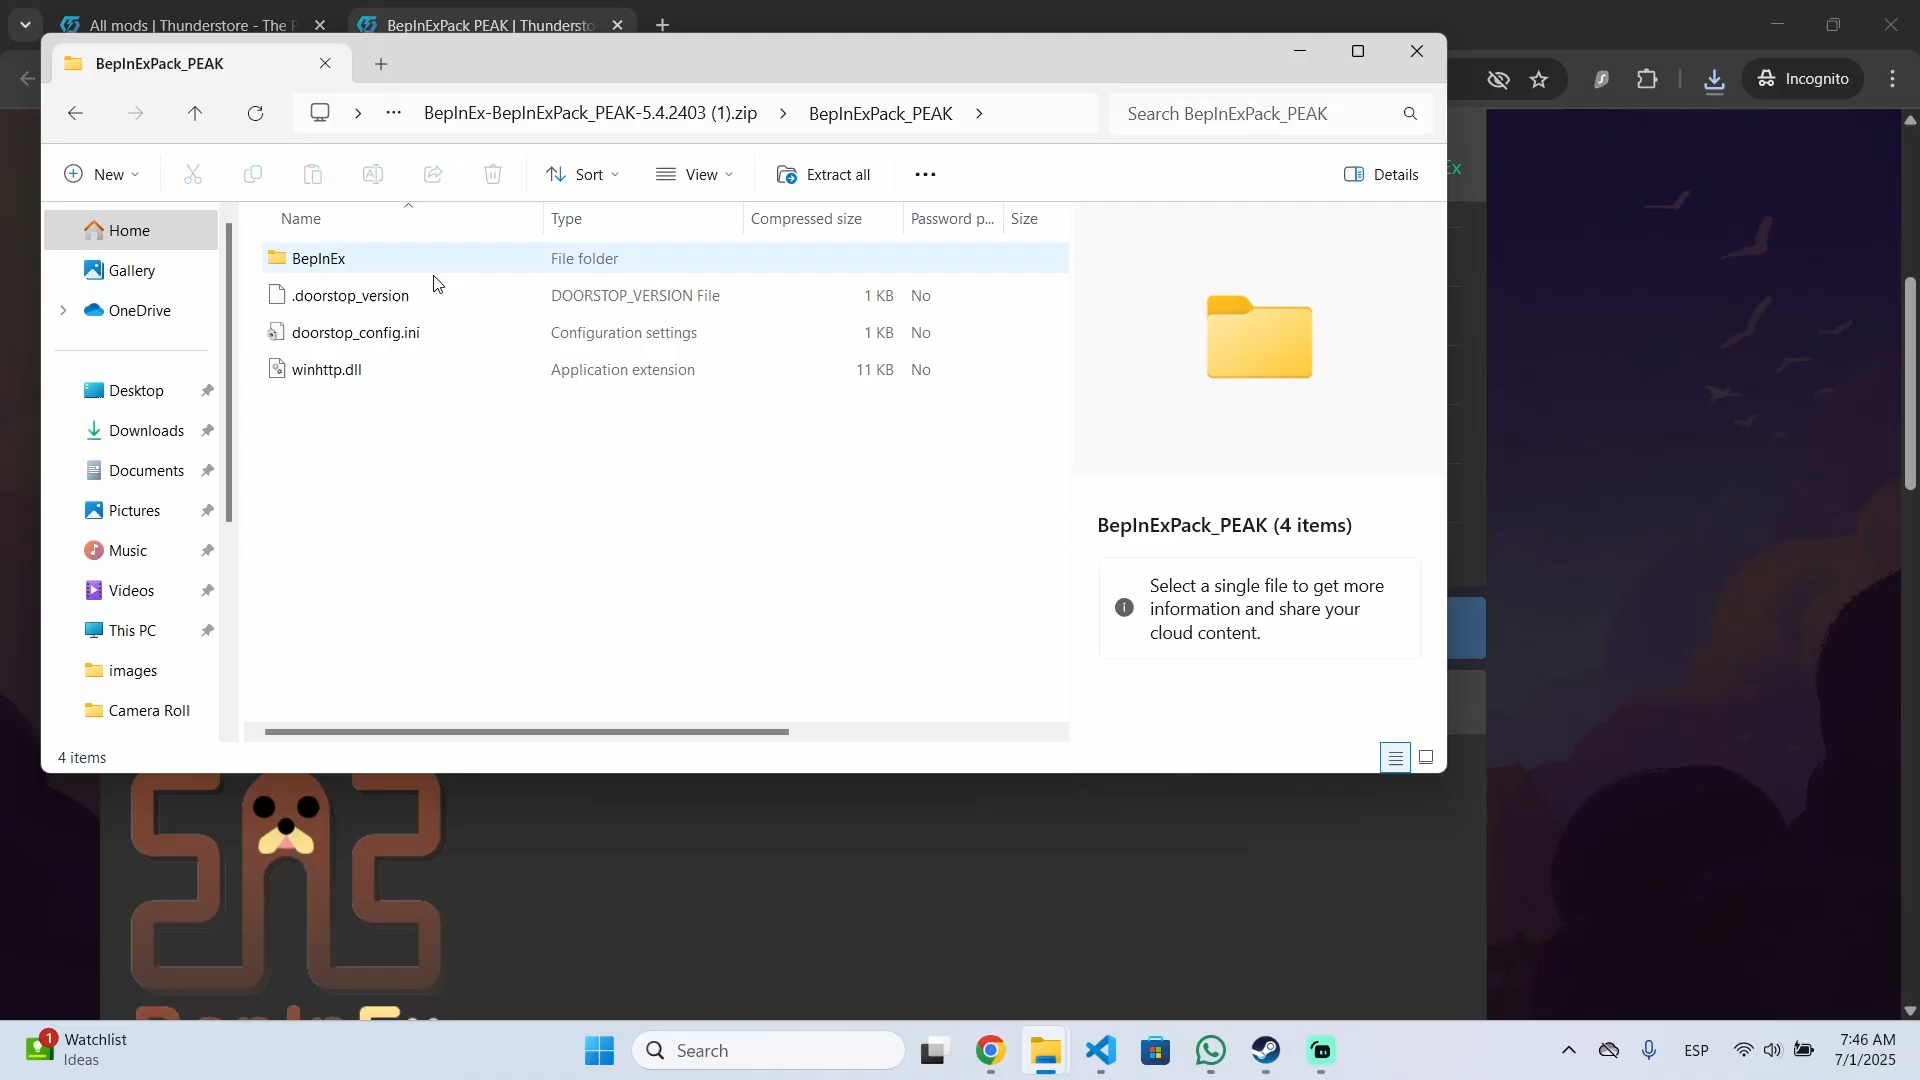 All mods | Thunderstore - The P
BepInExPack PEAK | Thundersto
BepInExPack_PEAK
Incognito
BepInEx-BepInExPack_PEAK-5.4.2403 (1).zip
BepInExPack_PEAK
Search BepInExPack_PEAK
New
Sort
View
Extract all
Details
Ex
Name
Type
Compressed size
Password p...
Size
Home
Gallery
OneDrive
Desktop
Downloads
Documents
Pictures
Music
Videos
This PC
images
Camera Roll
BepInEx File folder
.doorstop_version DOORSTOP_VERSION File 1 KB No
doorstop_config.ini Configuration settings 1 KB No
winhttp.dll Application extension 11 KB No
BepInExPack_PEAK (4 items)
Select a single file to get more
information and share your
cloud content.
4 items
1
Watchlist
Ideas
Search
ESP
7:46 AM
7/1/2025